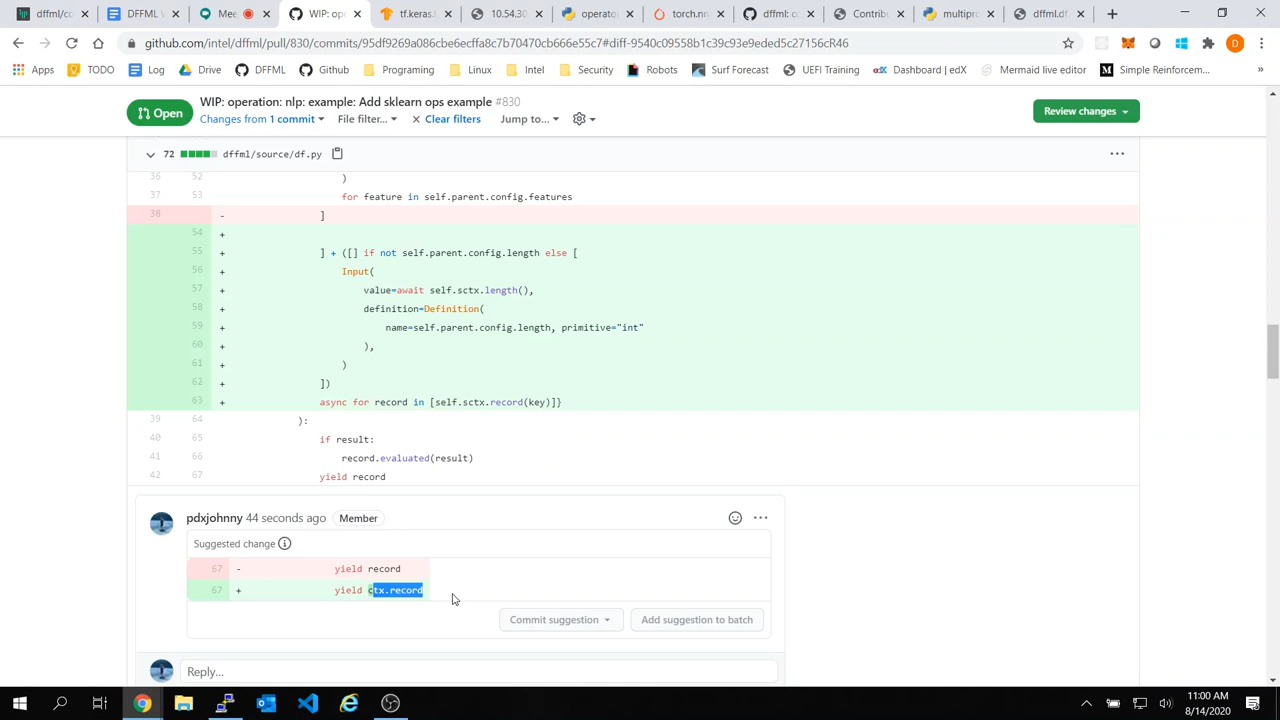 DFFML W
Mee
WIP: op
tf.keras.l
10.54.30
operator
torch.nn
dffml: c
Contribu
multipro
dffml.df
github.com/intel/dffml/pull/830/commits/95df9269a086cbe6ecff8c8c7b70470cb666e55c7#diff-9540c09558b1c39c93e9eded5c27156cR46
D
Apps
TODO
Log
Drive
DFFML
Github
Programing
Linux
Intel
Security
Robots
Surf Forecast
UEFI Training
Dashboard | edX
Mermaid live editor
Simple Reinforcem...
»
Open
WIP: operation: nlp: example: Add sklearn ops example #830
Changes from 1 commit
File filter...
Clear filters
Jump to...
Review changes
72 dffml/source/df.py
36 52 )
37 53 for feature in self.parent.config.features
38 - ]
54 +
55 + ] + ([] if not self.parent.config.length else [
56 + Input(
57 + value=await self.sctx.length(),
58 + definition=Definition(
59 + name=self.parent.config.length, primitive="int"
60 + ),
61 + )
62 + ])
63 + async for record in [self.sctx.record(key)]}
39 64 ):
40 65 if result:
41 66 record.evaluated(result)
42 67 yield record
pdxjohnny 44 seconds ago Member
Suggested change
67 - yield record
67 + yield ctx.record
Commit suggestion
Add suggestion to batch
Reply...
11:00 AM
8/14/2020